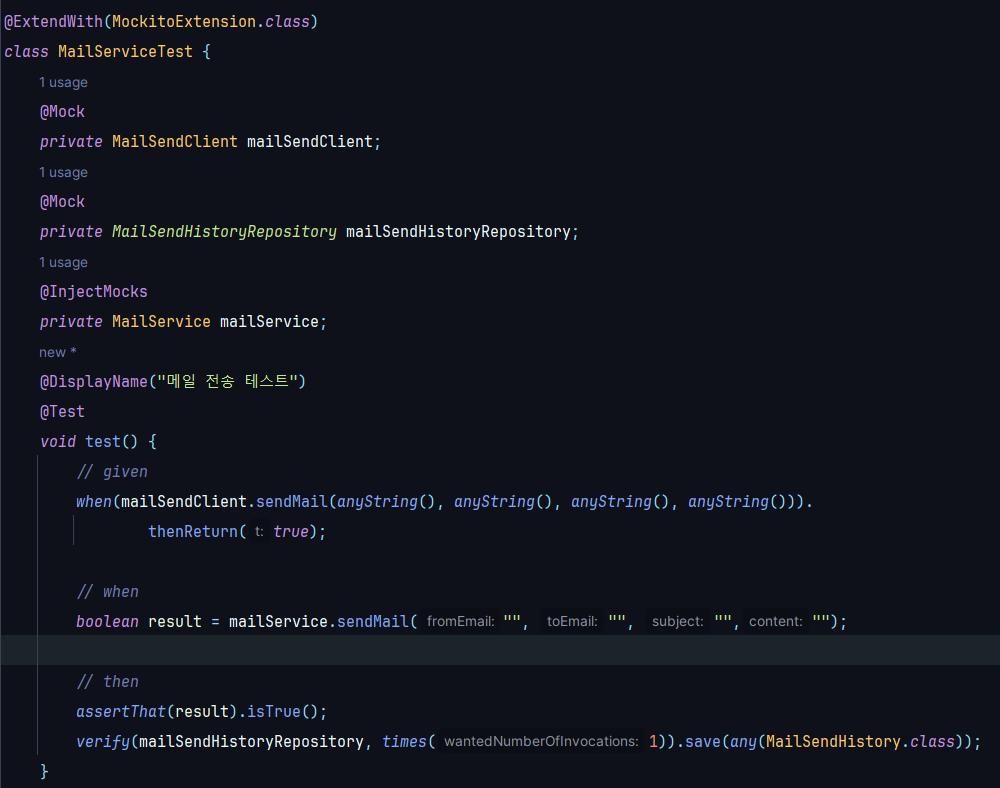 @ExtendWith(MockitoExtension.class)
class MailServiceTest {
1 usage
@Mock
private MailSendClient mailSendClient;
1 usage
@Mock
private MailSendHistoryRepository mailSendHistoryRepository;
1 usage
@InjectMocks
private MailService mailService;
new *
@DisplayName("메일 전송 테스트")
@Test
void test() {
// given
when(mailSendClient.sendMail(anyString(), anyString(), anyString(), anyString())).
thenReturn( t: true);
// when
boolean result = mailService.sendMail( fromEmail: "", toEmail: "", subject: "", content: "");
// then
assertThat(result).isTrue();
verify(mailSendHistoryRepository, times( wantedNumberOfInvocations: 1)).save(any(MailSendHistory.class));
}